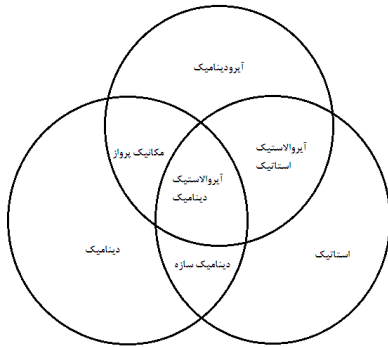 آیرودینامیک
مکانیک پرواز
آیروالاستیک
استاتیک
آیروالاستیک
دینامیک
دینامیک
دینامیک سازه
استاتیک